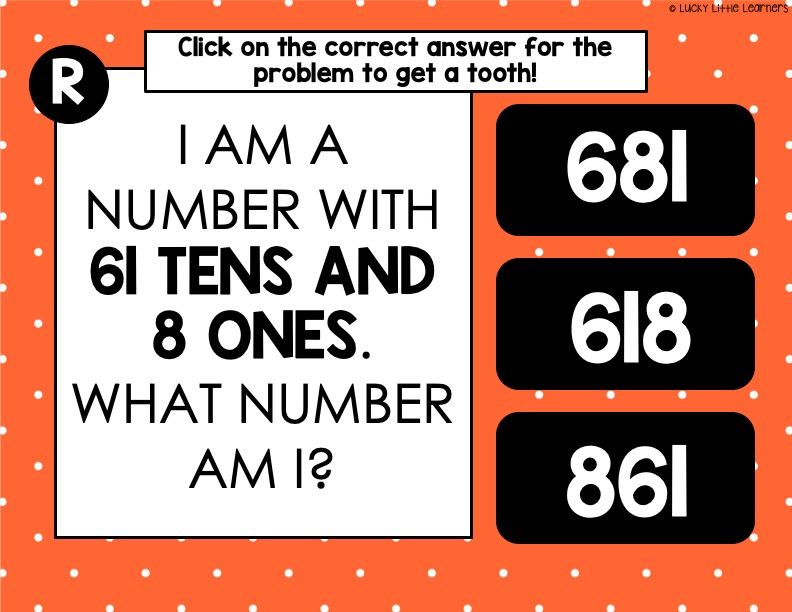 © Lucky Little Learners
Click on the correct answer for the
problem to get a tooth!
R
I AM A
NUMBER WITH
61 TENS AND
8 ONES.
WHAT NUMBER
AM I?
681
618
861